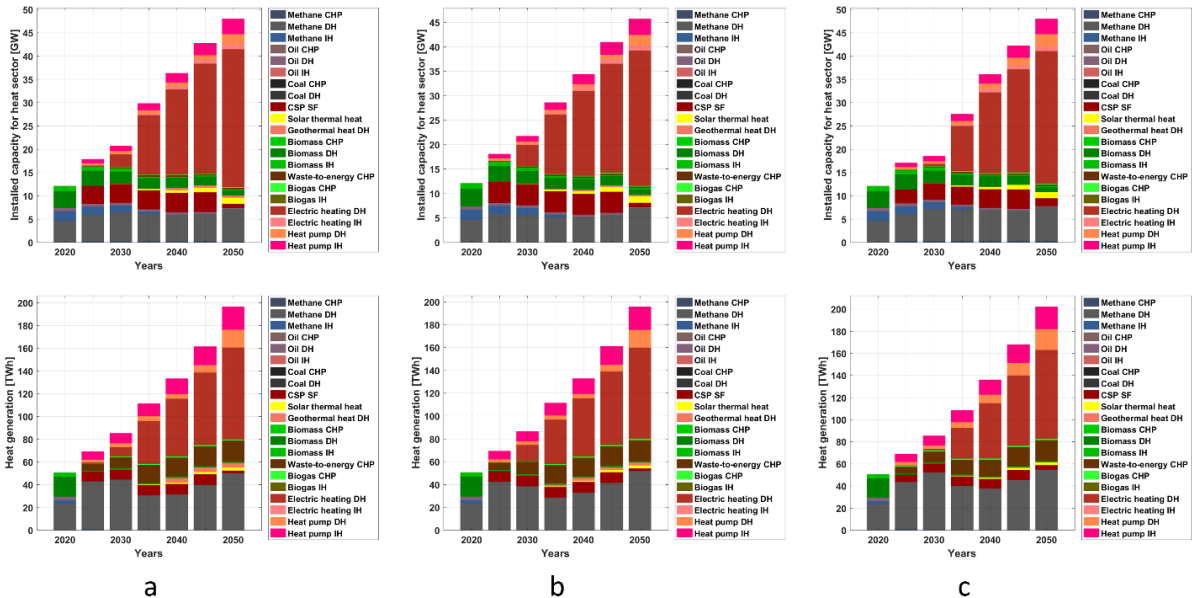 Installed capacity for heat sector [GW]
50
45
40
35
30
25
20
15
10
5
0
2020 2030 2040 2050
Years
Methane CHP
Methane DH
Methane IH
Oil CHP
Oil DH
Oil IH
Coal CHP
Coal DH
CSP SF
Solar thermal heat
Geothermal heat DH
Biomass CHP
Biomass DH
Biomass IH
Waste-to-energy CHP
Biogas CHP
Biogas IH
Electric heating DH
Electric heating IH
Heat pump DH
Heat pump IH
Installed capacity for heat sector [GW]
45
40
35
30
25
20
15
10
5
0
2020 2030 2040 2050
Years
Methane CHP
Methane DH
Methane IH
Oil CHP
Oil DH
Oil IH
Coal CHP
Coal DH
CSP SF
Solar thermal heat
Geothermal heat DH
Biomass CHP
Biomass DH
Biomass IH
Waste-to-energy CHP
Biogas CHP
Biogas IH
Electric heating DH
Electric heating IH
Heat pump DH
Heat pump IH
Installed capacity for heat sector [GW]
50
45
40
35
30
25
20
15
10
5
0
2020 2030 2040 2050
Years
Methane CHP
Methane DH
Methane IH
Oil CHP
Oil DH
Oil IH
Coal CHP
Coal DH
CSP SF
Solar thermal heat
Geothermal heat DH
Biomass CHP
Biomass DH
Biomass IH
Waste-to-energy CHP
Biogas CHP
Biogas IH
Electric heating DH
Electric heating IH
Heat pump DH
Heat pump IH
Heat generation [TWh]
200
180
160
140
120
100
80
60
40
20
0
2020 2030 2040 2050
Years
Methane CHP
Methane DH
Methane IH
Oil CHP
Oil DH
Oil IH
Coal CHP
Coal DH
CSP SF
Solar thermal heat
Geothermal heat DH
Biomass CHP
Biomass DH
Biomass IH
Waste-to-energy CHP
Biogas CHP
Biogas IH
Electric heating DH
Electric heating IH
Heat pump DH
Heat pump IH
Heat generation [TWh]
200
180
160
140
120
100
80
60
40
20
0
2020 2030 2040 2050
Years
Methane CHP
Methane DH
Methane IH
Oil CHP
Oil DH
Oil IH
Coal CHP
Coal DH
CSP SF
Solar thermal heat
Geothermal heat DH
Biomass CHP
Biomass DH
Biomass IH
Waste-to-energy CHP
Biogas CHP
Biogas IH
Electric heating DH
Electric heating IH
Heat pump DH
Heat pump IH
Heat generation [TWh]
200
180
160
140
120
100
80
60
40
20
0
2020 2030 2040 2050
Years
Methane CHP
Methane DH
Methane IH
Oil CHP
Oil DH
Oil IH
Coal CHP
Coal DH
CSP SF
Solar thermal heat
Geothermal heat DH
Biomass CHP
Biomass DH
Biomass IH
Waste-to-energy CHP
Biogas CHP
Biogas IH
Electric heating DH
Electric heating IH
Heat pump DH
Heat pump IH
a b c